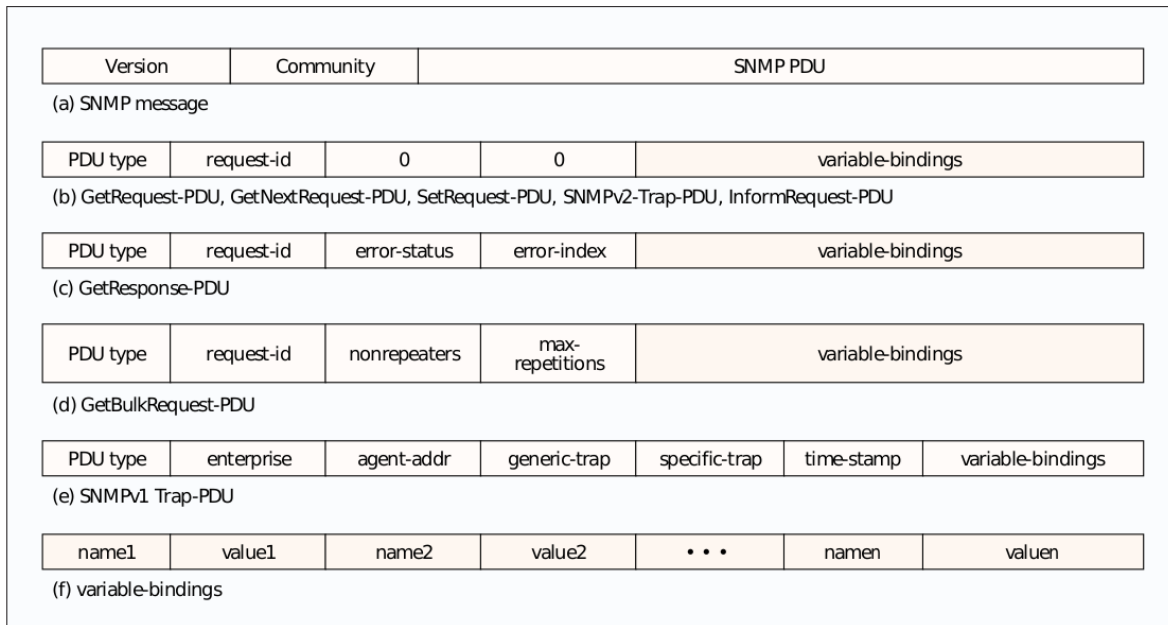 Version Community SNMP PDU
(a) SNMP message
PDU type request-id 0 0 variable-bindings
(b) GetRequest-PDU, GetNextRequest-PDU, SetRequest-PDU, SNMPv2-Trap-PDU, InformRequest-PDU
PDU type request-id error-status error-index variable-bindings
(c) GetResponse-PDU
PDU type request-id nonrepeaters max-repetitions variable-bindings
(d) GetBulkRequest-PDU
PDU type enterprise agent-addr generic-trap specific-trap time-stamp variable-bindings
(e) SNMPv1 Trap-PDU
name1 value1 name2 value2 • • • namen valuen
(f) variable-bindings